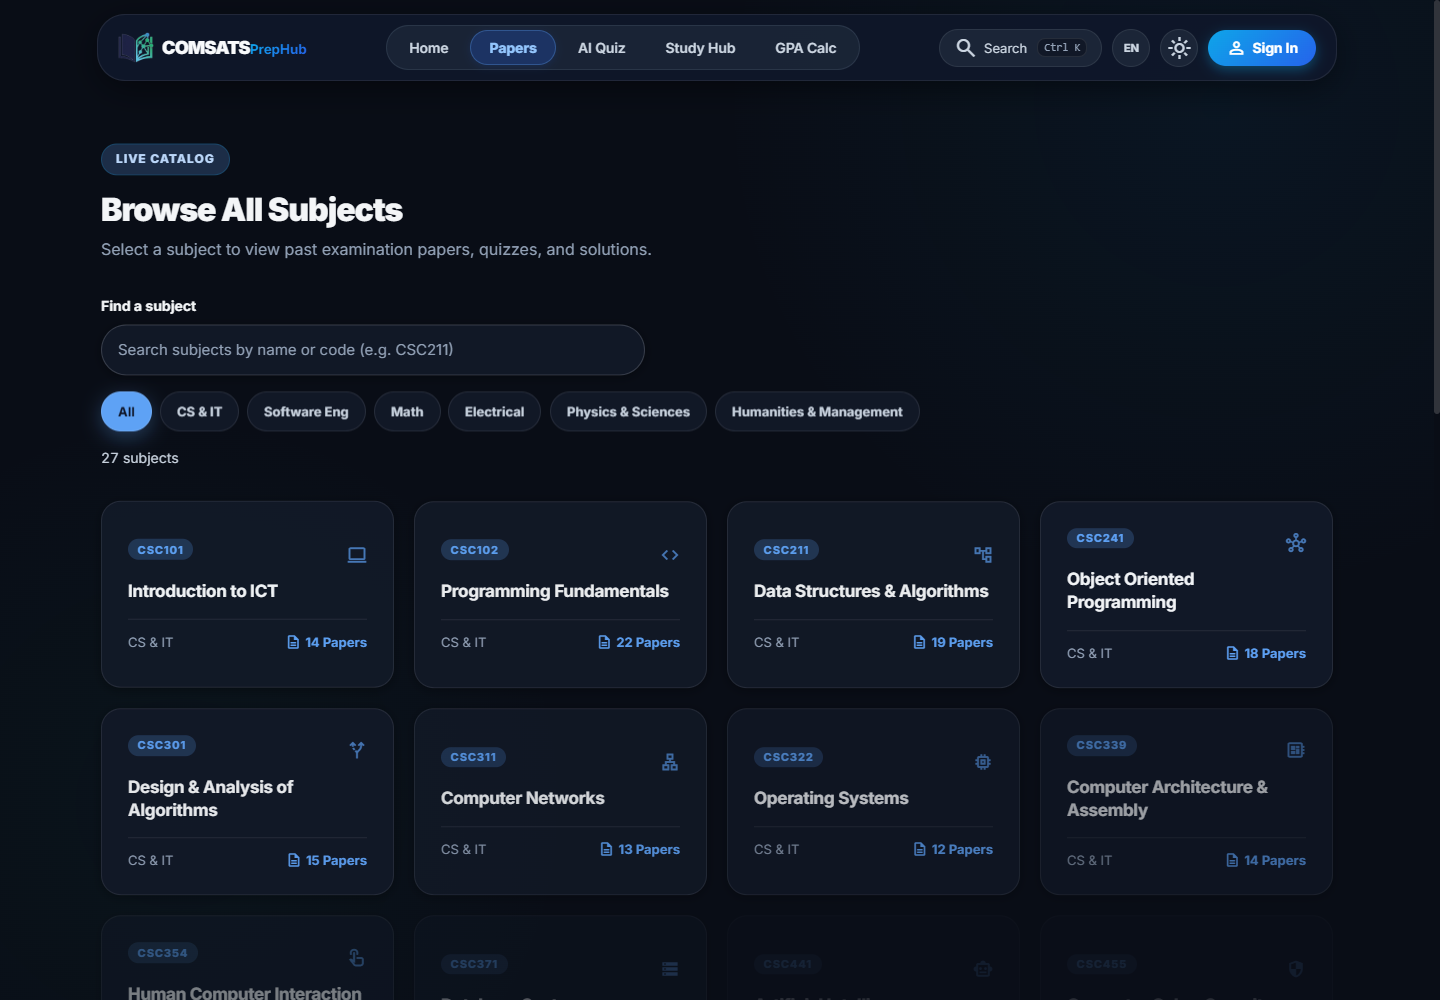 COMSATS PrepHub
Home
Papers
AI Quiz
Study Hub
GPA Calc
Search Ctrl K
EN
Sign In
LIVE CATALOG
Browse All Subjects
Select a subject to view past examination papers, quizzes, and solutions.
Find a subject
Search subjects by name or code (e.g. CSC211)
All
CS & IT
Software Eng
Math
Electrical
Physics & Sciences
Humanities & Management
27 subjects
CSC101
Introduction to ICT
CS & IT
14 Papers
CSC102
Programming Fundamentals
CS & IT
22 Papers
CSC211
Data Structures & Algorithms
CS & IT
19 Papers
CSC241
Object Oriented
Programming
CS & IT
18 Papers
CSC301
Design & Analysis of
Algorithms
CS & IT
15 Papers
CSC311
Computer Networks
CS & IT
13 Papers
CSC322
Operating Systems
CS & IT
12 Papers
CSC339
Computer Architecture &
Assembly
CS & IT
14 Papers
CSC354
Human Computer Interaction
CSC371
CSC441
CSC455